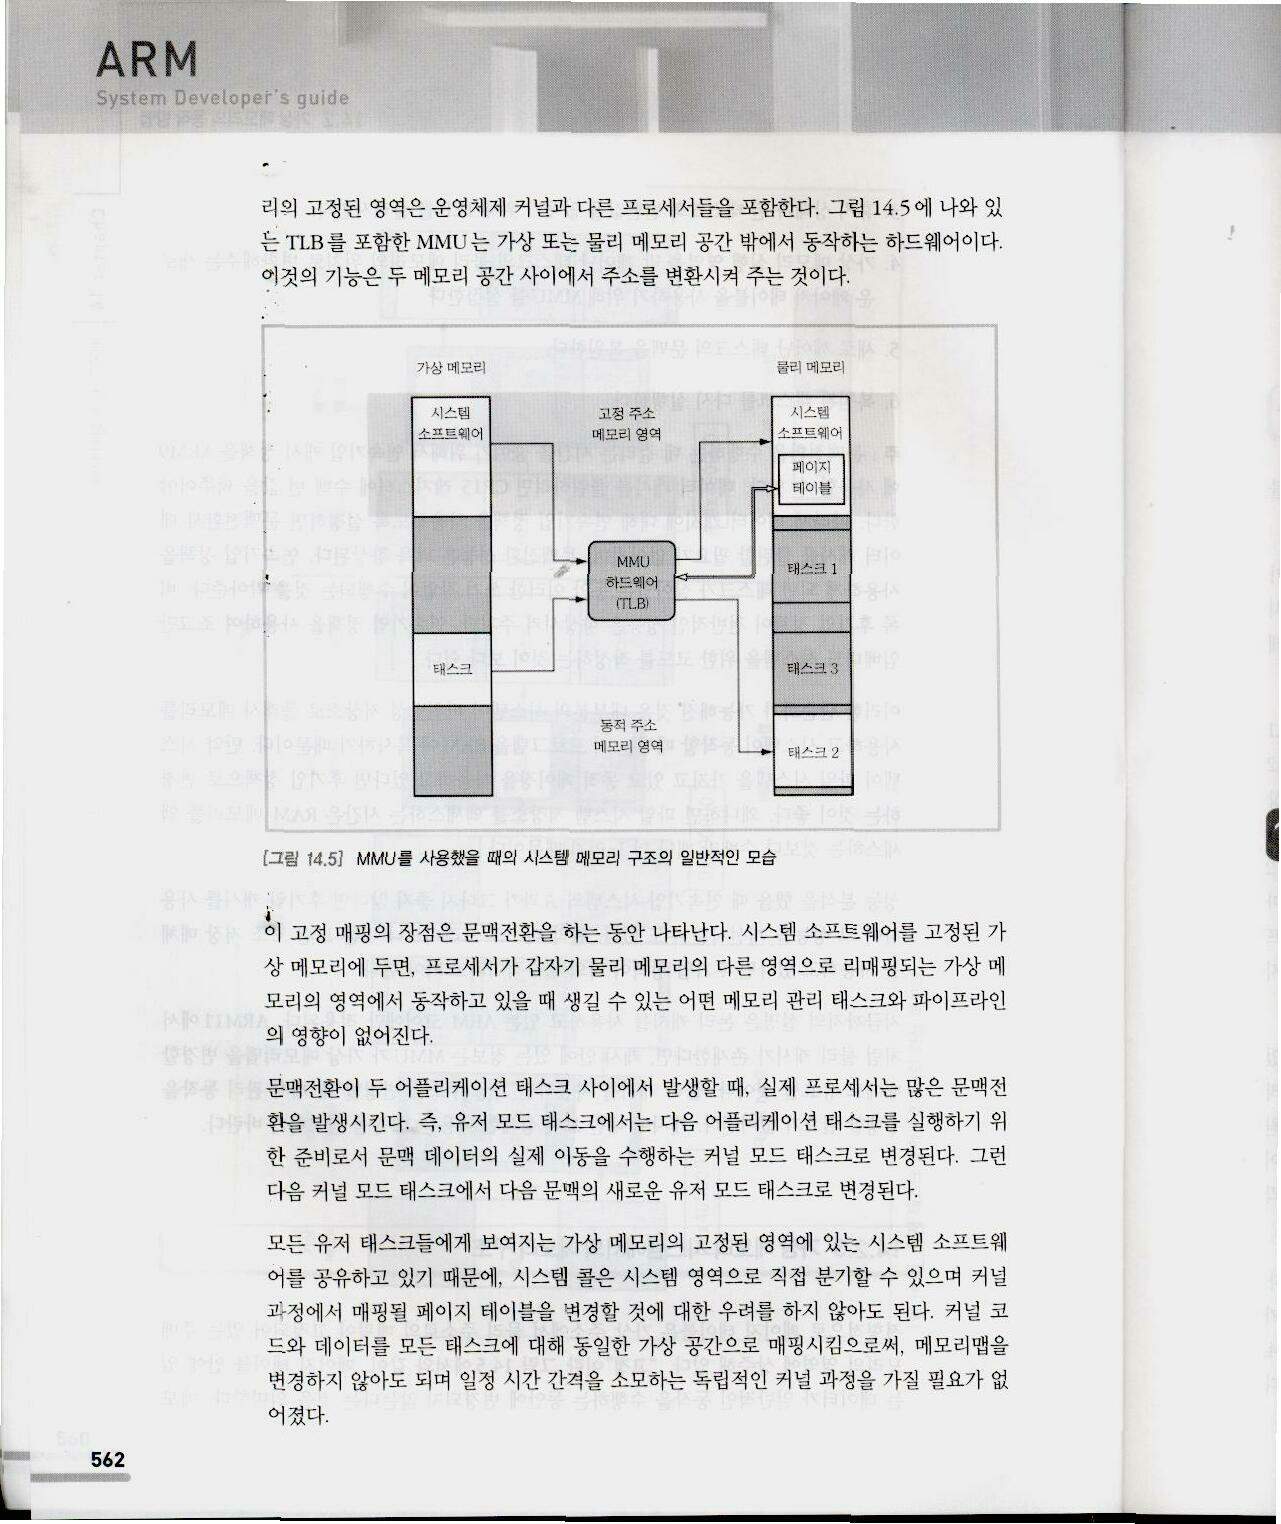 ARM
System Developer's guide
리의 고정된 영역은 운영체제 커널과 다른 프로세서들을 포함한다. 그림 14.5에 나와 있
는 TLB를 포함한 MMU는 가상 또는 물리 메모리 공간 밖에서 동작하는 하드웨어이다.
이것의 기능은 두 메모리 공간 사이에서 주소를 변환시켜 주는 것이다.
가상 메모리
물리 메모리
시스템
소프트웨어
고정 주소
메모리 영역
시스템
소프트웨어
페이지
테이블
MMU
하드웨어
(TLB)
태스크 1
태스크
태스크 3
동적 주소
메모리 영역
태스크 2
[그림 14.5] MMU를 사용했을 때의 시스템 메모리 구조의 일반적인 모습
이 고정 매핑의 장점은 문맥전환을 하는 동안 나타난다. 시스템 소프트웨어를 고정된 가
상 메모리에 두면, 프로세서가 갑자기 물리 메모리의 다른 영역으로 리매핑되는 가상 메
모리의 영역에서 동작하고 있을 때 생길 수 있는 어떤 메모리 관리 태스크와 파이프라인
의 영향이 없어진다.
문맥전환이 두 어플리케이션 태스크 사이에서 발생할 때, 실제 프로세서는 많은 문맥전
환을 발생시킨다. 즉, 유저 모드 태스크에서는 다음 어플리케이션 태스크를 실행하기 위
한 준비로서 문맥 데이터의 실제 이동을 수행하는 커널 모드 태스크로 변경된다. 그런
다음 커널 모드 태스크에서 다음 문맥의 새로운 유저 모드 태스크로 변경된다.
모든 유저 태스크들에게 보여지는 가상 메모리의 고정된 영역에 있는 시스템 소프트웨
어를 공유하고 있기 때문에, 시스템 콜은 시스템 영역으로 직접 분기할 수 있으며 커널
과정에서 매핑될 페이지 테이블을 변경할 것에 대한 우려를 하지 않아도 된다. 커널 코
드와 데이터를 모든 태스크에 대해 동일한 가상 공간으로 매핑시킴으로써, 메모리맵을
변경하지 않아도 되며 일정 시간 간격을 소모하는 독립적인 커널 과정을 가질 필요가 없
어졌다.
562